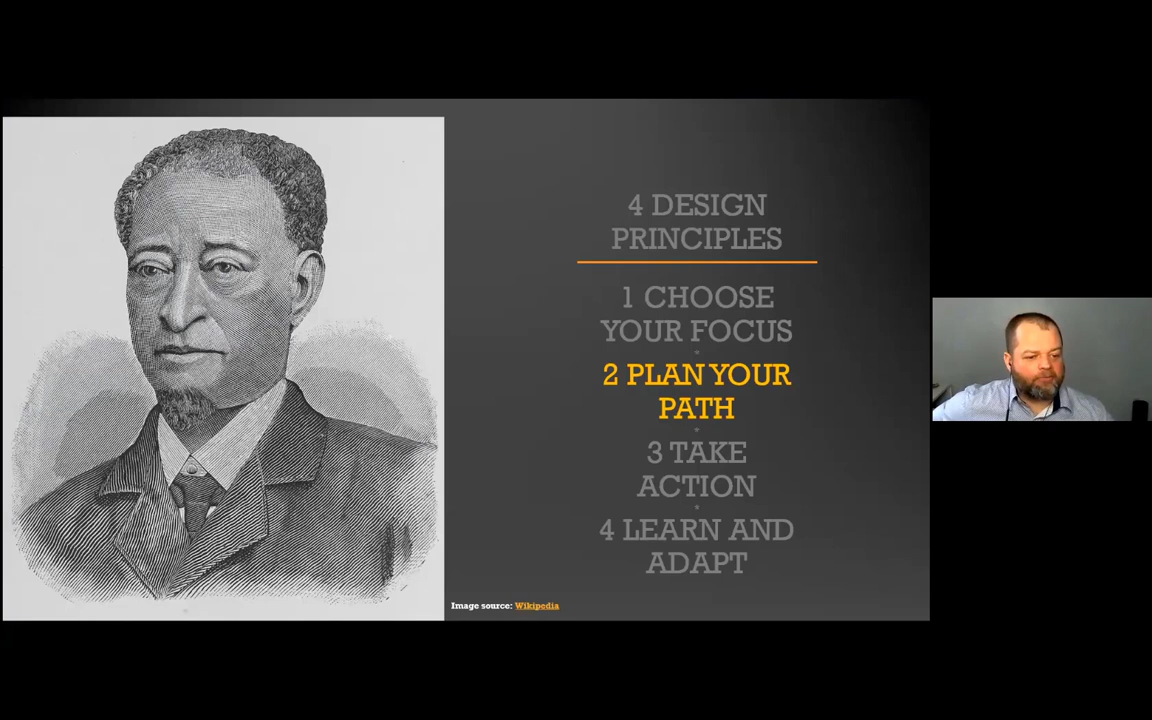 4 DESIGN
PRINCIPLES
1 CHOOSE
YOUR FOCUS
2 PLAN YOUR
PATH
3 TAKE
ACTION
4 LEARN AND
ADAPT
Image source: Wikipedia